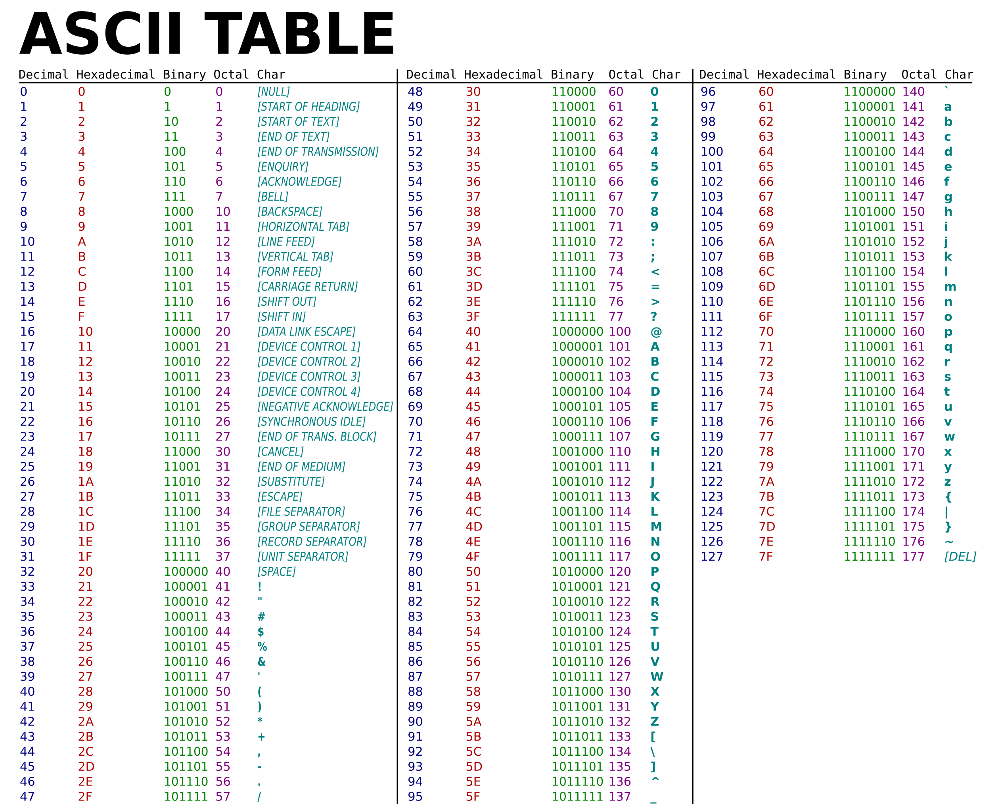 ASCII TABLE
Decimal Hexadecimal Binary Octal Char
0 0 0 0 [NULL]
1 1 1 1 [START OF HEADING]
2 2 10 2 [START OF TEXT]
3 3 11 3 [END OF TEXT]
4 4 100 4 [END OF TRANSMISSION]
5 5 101 5 [ENQUIRY]
6 6 110 6 [ACKNOWLEDGE]
7 7 111 7 [BELL]
8 8 1000 10 [BACKSPACE]
9 9 1001 11 [HORIZONTAL TAB]
10 A 1010 12 [LINE FEED]
11 B 1011 13 [VERTICAL TAB]
12 C 1100 14 [FORM FEED]
13 D 1101 15 [CARRIAGE RETURN]
14 E 1110 16 [SHIFT OUT]
15 F 1111 17 [SHIFT IN]
16 10 10000 20 [DATA LINK ESCAPE]
17 11 10001 21 [DEVICE CONTROL 1]
18 12 10010 22 [DEVICE CONTROL 2]
19 13 10011 23 [DEVICE CONTROL 3]
20 14 10100 24 [DEVICE CONTROL 4]
21 15 10101 25 [NEGATIVE ACKNOWLEDGE]
22 16 10110 26 [SYNCHRONOUS IDLE]
23 17 10111 27 [END OF TRANS. BLOCK]
24 18 11000 30 [CANCEL]
25 19 11001 31 [END OF MEDIUM]
26 1A 11010 32 [SUBSTITUTE]
27 1B 11011 33 [ESCAPE]
28 1C 11100 34 [FILE SEPARATOR]
29 1D 11101 35 [GROUP SEPARATOR]
30 1E 11110 36 [RECORD SEPARATOR]
31 1F 11111 37 [UNIT SEPARATOR]
32 20 100000 40 [SPACE]
33 21 100001 41 !
34 22 100010 42 "
35 23 100011 43 #
36 24 100100 44 $
37 25 100101 45 %
38 26 100110 46 &
39 27 100111 47 '
40 28 101000 50 (
41 29 101001 51 )
42 2A 101010 52 *
43 2B 101011 53 +
44 2C 101100 54 ,
45 2D 101101 55 -
46 2E 101110 56 .
47 2F 101111 57 /
Decimal Hexadecimal Binary Octal Char
48 30 110000 60 0
49 31 110001 61 1
50 32 110010 62 2
51 33 110011 63 3
52 34 110100 64 4
53 35 110101 65 5
54 36 110110 66 6
55 37 110111 67 7
56 38 111000 70 8
57 39 111001 71 9
58 3A 111010 72 :
59 3B 111011 73 ;
60 3C 111100 74 <
61 3D 111101 75 =
62 3E 111110 76 >
63 3F 111111 77 ?
64 40 1000000 100 @
65 41 1000001 101 A
66 42 1000010 102 B
67 43 1000011 103 C
68 44 1000100 104 D
69 45 1000101 105 E
70 46 1000110 106 F
71 47 1000111 107 G
72 48 1001000 110 H
73 49 1001001 111 I
74 4A 1001010 112 J
75 4B 1001011 113 K
76 4C 1001100 114 L
77 4D 1001101 115 M
78 4E 1001110 116 N
79 4F 1001111 117 O
80 50 1010000 120 P
81 51 1010001 121 Q
82 52 1010010 122 R
83 53 1010011 123 S
84 54 1010100 124 T
85 55 1010101 125 U
86 56 1010110 126 V
87 57 1010111 127 W
88 58 1011000 130 X
89 59 1011001 131 Y
90 5A 1011010 132 Z
91 5B 1011011 133 [
92 5C 1011100 134 \
93 5D 1011101 135 ]
94 5E 1011110 136 ^
95 5F 1011111 137 _
Decimal Hexadecimal Binary Octal Char
96 60 1100000 140 `
97 61 1100001 141 a
98 62 1100010 142 b
99 63 1100011 143 c
100 64 1100100 144 d
101 65 1100101 145 e
102 66 1100110 146 f
103 67 1100111 147 g
104 68 1101000 150 h
105 69 1101001 151 i
106 6A 1101010 152 j
107 6B 1101011 153 k
108 6C 1101100 154 l
109 6D 1101101 155 m
110 6E 1101110 156 n
111 6F 1101111 157 o
112 70 1110000 160 p
113 71 1110001 161 q
114 72 1110010 162 r
115 73 1110011 163 s
116 74 1110100 164 t
117 75 1110101 165 u
118 76 1110110 166 v
119 77 1110111 167 w
120 78 1111000 170 x
121 79 1111001 171 y
122 7A 1111010 172 z
123 7B 1111011 173 {
124 7C 1111100 174 |
125 7D 1111101 175 }
126 7E 1111110 176 ~
127 7F 1111111 177 [DEL]